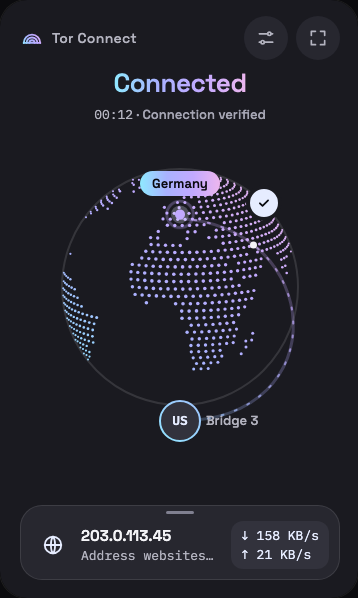 Tor Connect
Connected
00:12 · Connection verified
Germany
US
Bridge 3
203.0.113.45
Address websites…
↓ 158 KB/s
↑ 21 KB/s